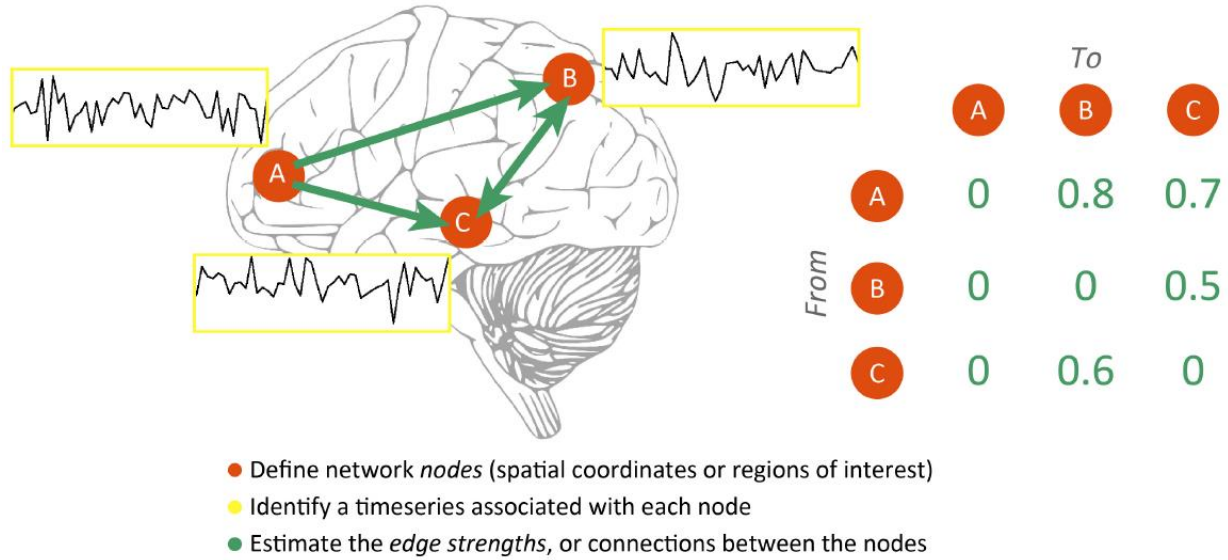 To
A B C
A 0 0.8 0.7
From
B 0 0 0.5
C 0 0.6 0
A
B
C
Define network nodes (spatial coordinates or regions of interest)
Identify a timeseries associated with each node
Estimate the edge strengths, or connections between the nodes